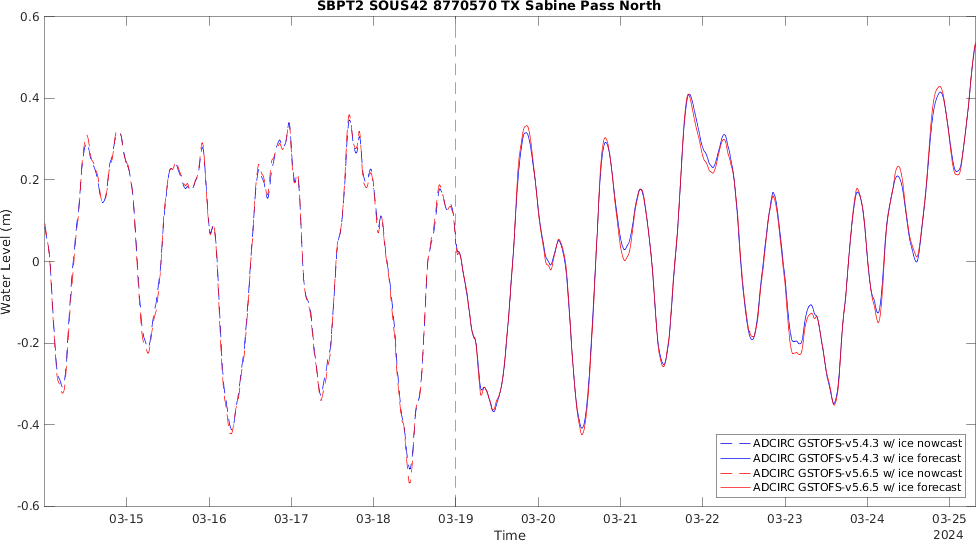 SBPT2 SOUS42 8770570 TX Sabine Pass North
0.6
0.4
0.2
0
-0.2
-0.4
-0.6
Water Level (m)
ADCIRC GSTOFS-v5.4.3 w/ ice nowcast
ADCIRC GSTOFS-v5.4.3 w/ ice forecast
ADCIRC GSTOFS-v5.6.5 w/ ice nowcast
ADCIRC GSTOFS-v5.6.5 w/ ice forecast
03-15 03-16 03-17 03-18 03-19 03-20 03-21 03-22 03-23 03-24 03-25
Time
2024